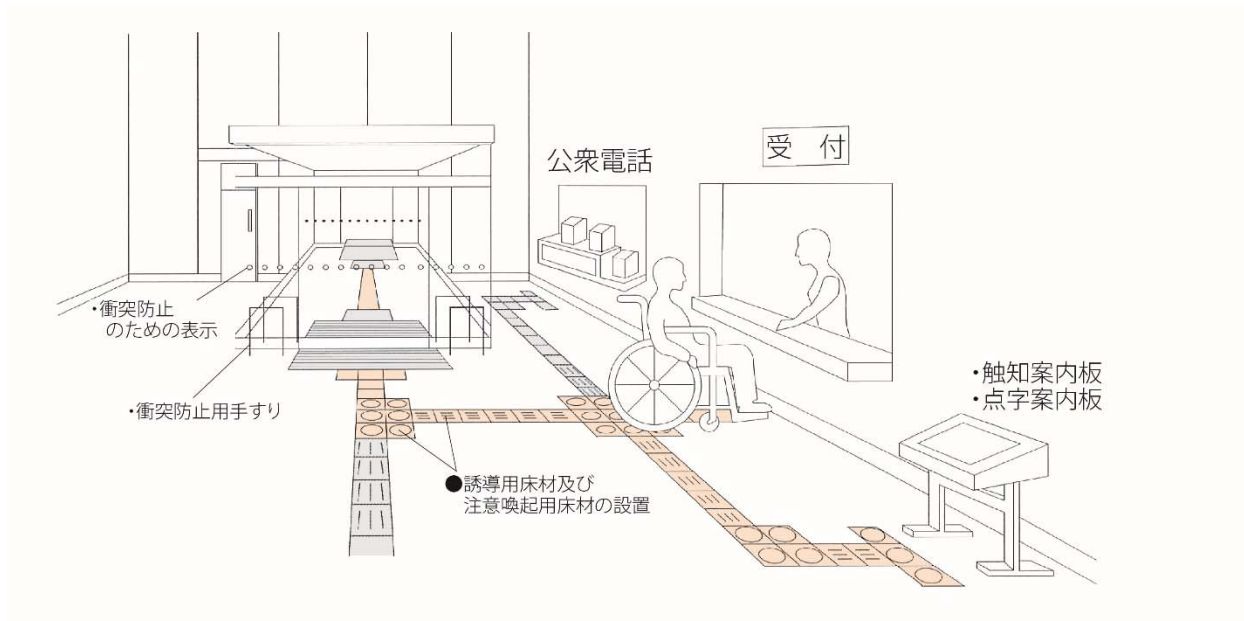 公衆電話
受 付
・衝突防止
のための表示
・衝突防止用手すり
●誘導用床材及び
注意喚起用床材の設置
・触知案内板
・点字案内板